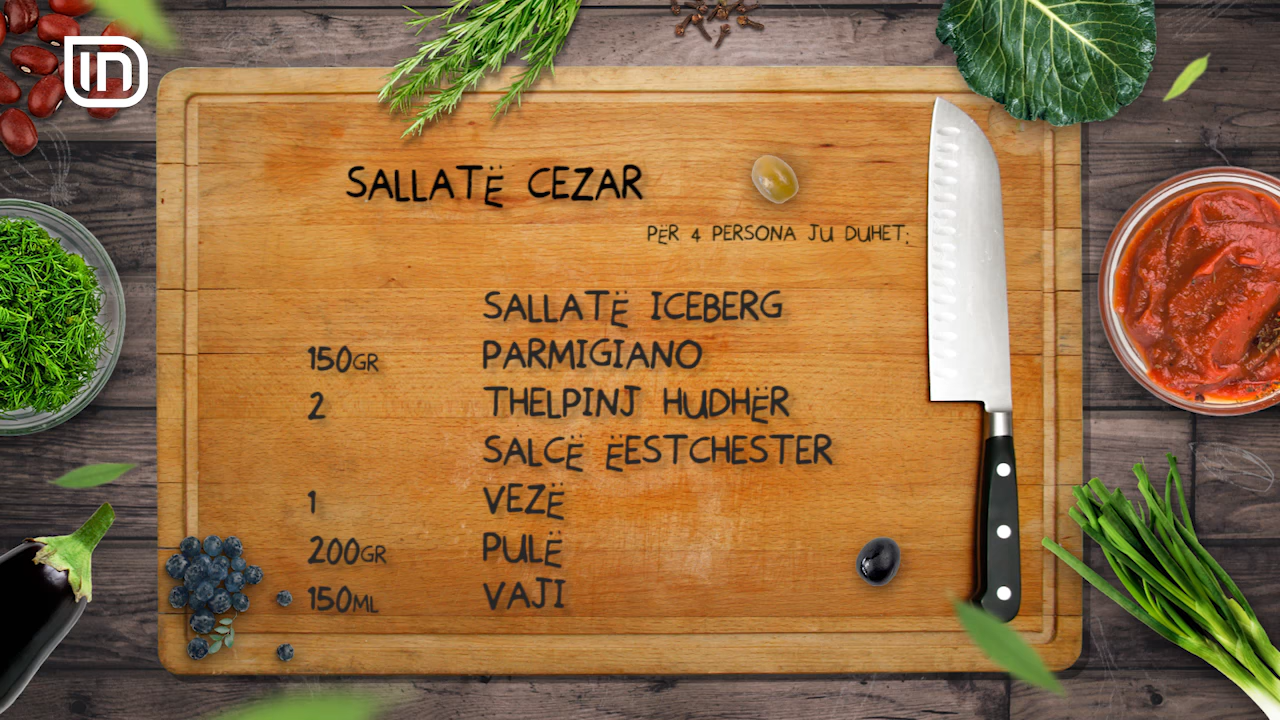 IN
SALLATË CEZAR
PËR 4 PERSONA JU DUHET:
SALLATË ICEBERG
150GR PARMIGIANO
2 THELPINJ HUDHËR
SALCË ËESTCHESTER
1 VEZË
200GR PULË
150ML VAJI